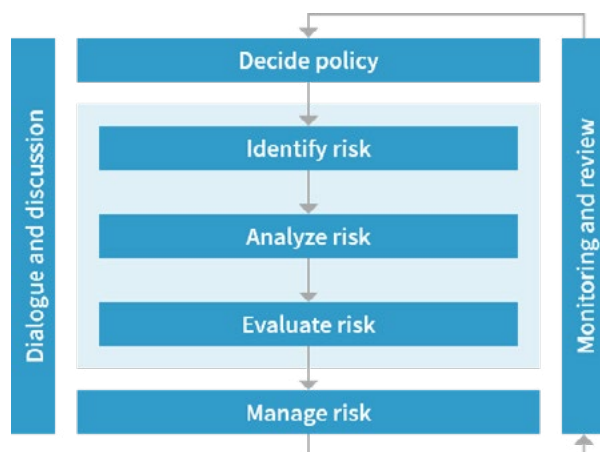 Decide policy
Identify risk
Analyze risk
Evaluate risk
Manage risk
Dialogue and discussion
Monitoring and review